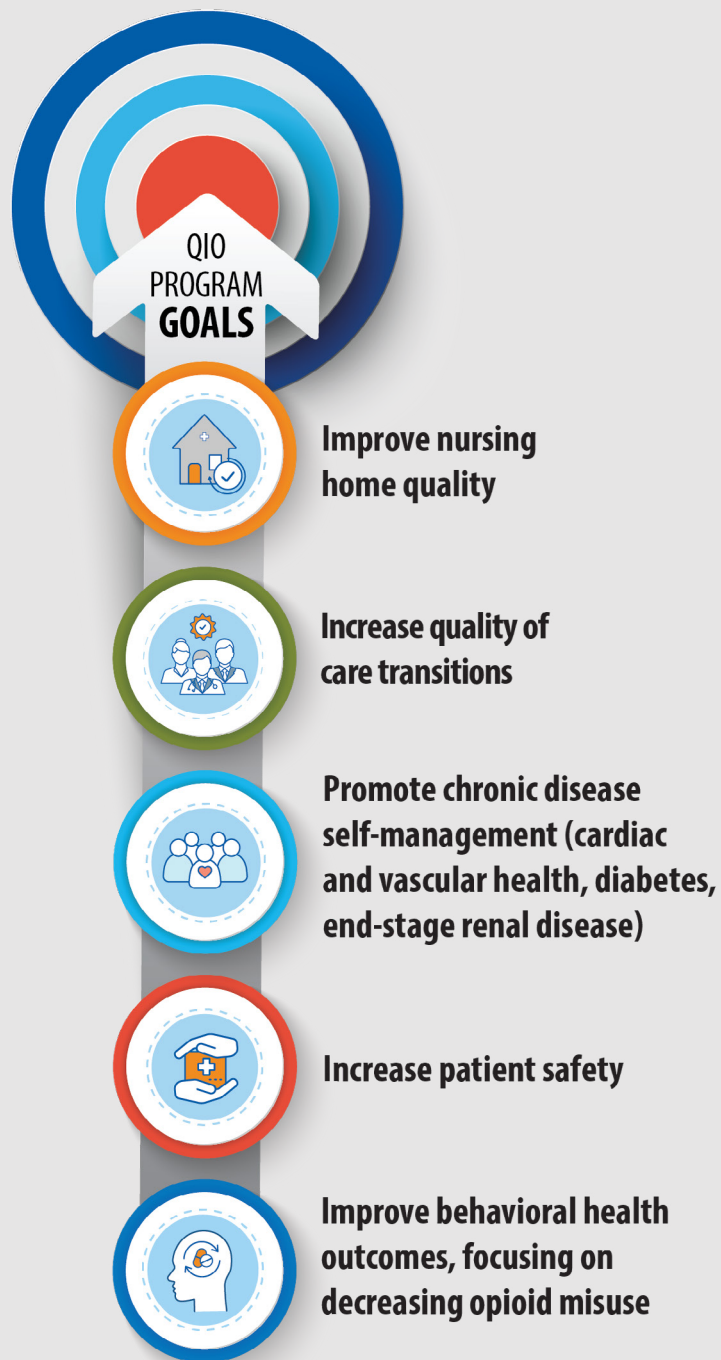 QIO
PROGRAM
GOALS
Improve nursing
home quality
Increase quality of
care transitions
Promote chronic disease
self-management (cardiac
and vascular health, diabetes,
end-stage renal disease)
Increase patient safety
Improve behavioral health
outcomes, focusing on
decreasing opioid misuse